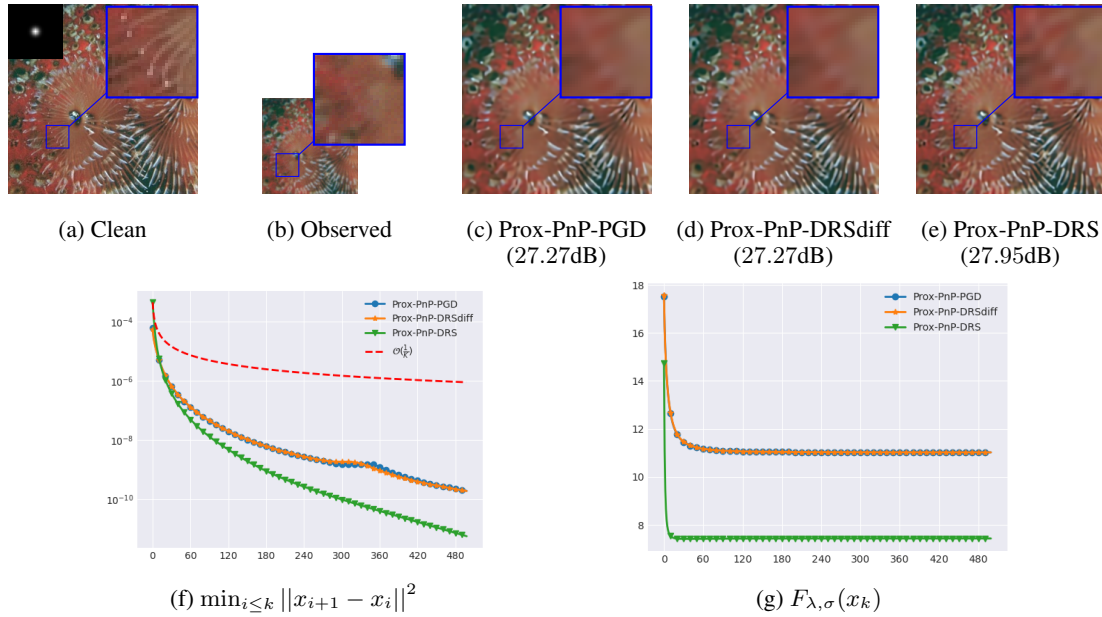 (a) Clean
(b) Observed
(c) Prox-PnP-PGD
(27.27dB)
(d) Prox-PnP-DRSdiff
(27.27dB)
(e) Prox-PnP-DRS
(27.95dB)
Prox-PnP-PGD
Prox-PnP-DRSdiff
Prox-PnP-DRS
𝒪(1/K)
10⁻⁴
10⁻⁶
10⁻⁸
10⁻¹⁰
0 60 120 180 240 300 360 420 480
(f) min_{i≤k} ||x_{i+1} − x_i||²
Prox-PnP-PGD
Prox-PnP-DRSdiff
Prox-PnP-DRS
18
16
14
12
10
8
0 60 120 180 240 300 360 420 480
(g) F_{λ,σ}(x_k)